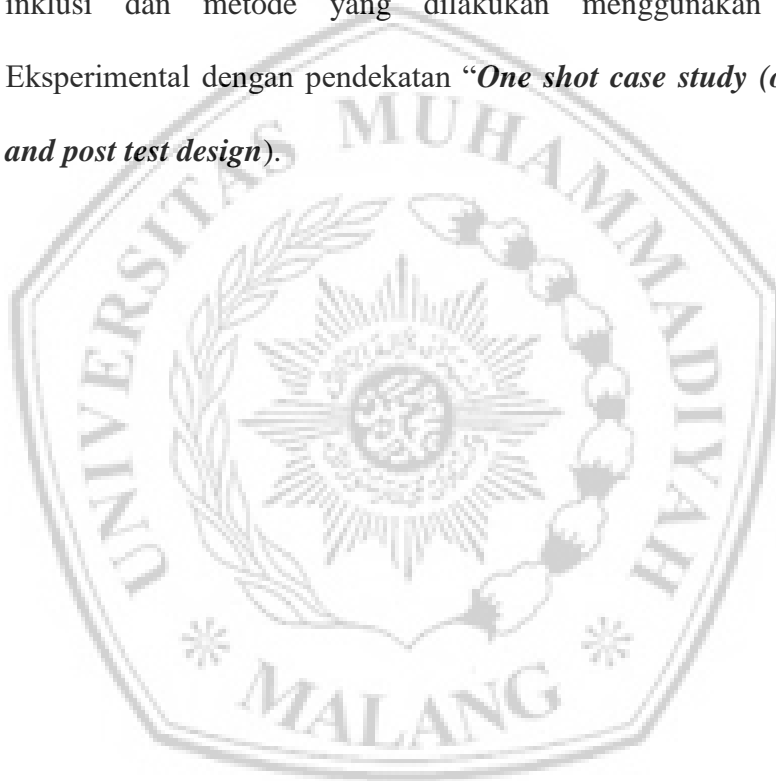 inklusi dan metode yang dilakukan menggunakan
Eksperimental dengan pendekatan “One shot case study (
and post test design).
UNIVERSITAS MUHAMMADIYAH
MALANG